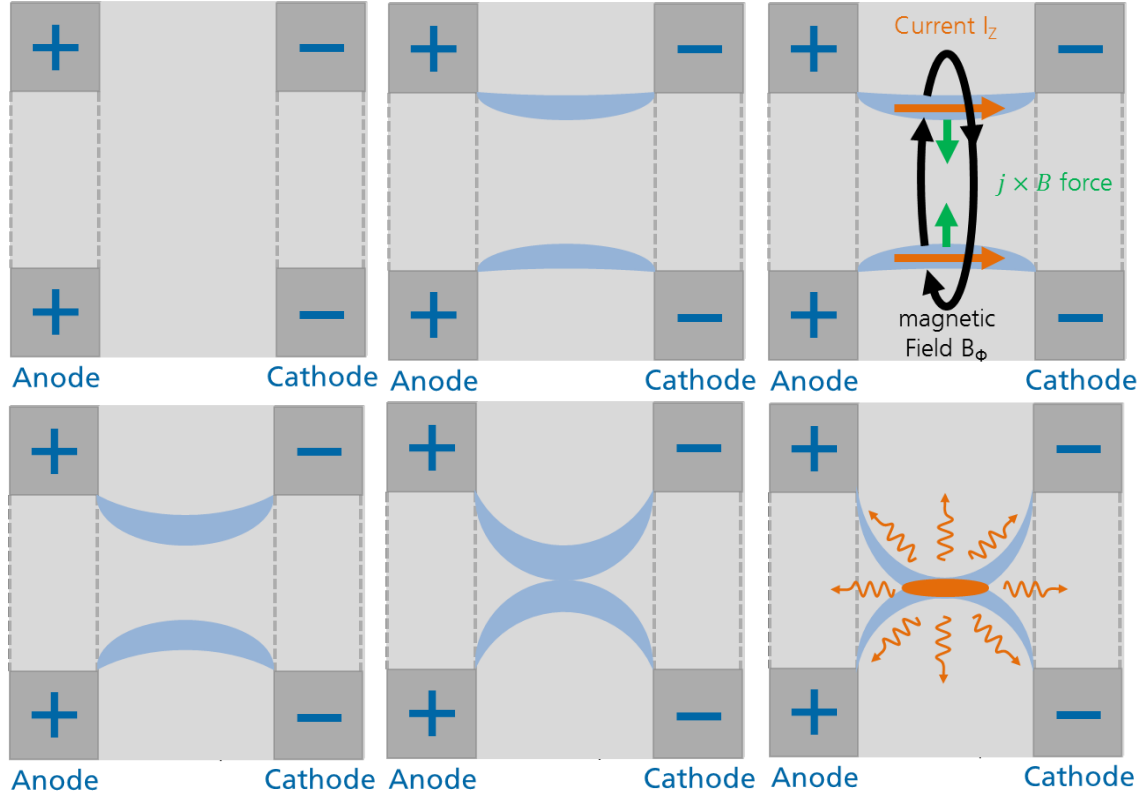 + −
+ −
Anode Cathode
+ −
+ −
Anode Cathode
Current I_Z
+ −
j × B force
+ −
magnetic
Field B_Φ
Anode Cathode
+ −
+ −
Anode Cathode
+ −
+ −
Anode Cathode
+ −
+ −
Anode Cathode